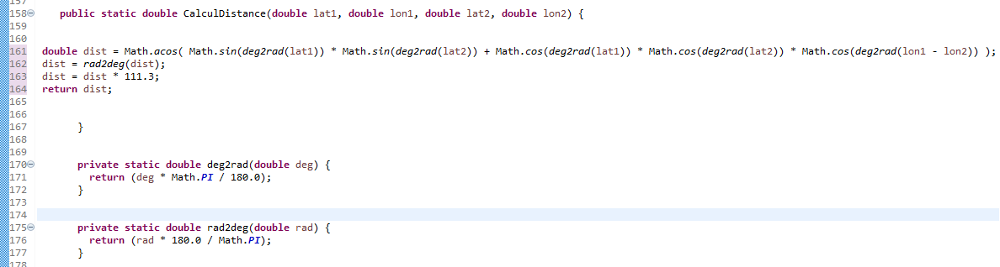 157
158 public static double CalculDistance(double lat1, double lon1, double lat2, double lon2) {
159
160
161 double dist = Math.acos( Math.sin(deg2rad(lat1)) * Math.sin(deg2rad(lat2)) + Math.cos(deg2rad(lat1)) * Math.cos(deg2rad(lat2)) * Math.cos(deg2rad(lon1 - lon2)) );
162 dist = rad2deg(dist);
163 dist = dist * 111.3;
164 return dist;
165
166
167 }
168
169
170 private static double deg2rad(double deg) {
171 return (deg * Math.PI / 180.0);
172 }
173
174
175 private static double rad2deg(double rad) {
176 return (rad * 180.0 / Math.PI);
177 }
178